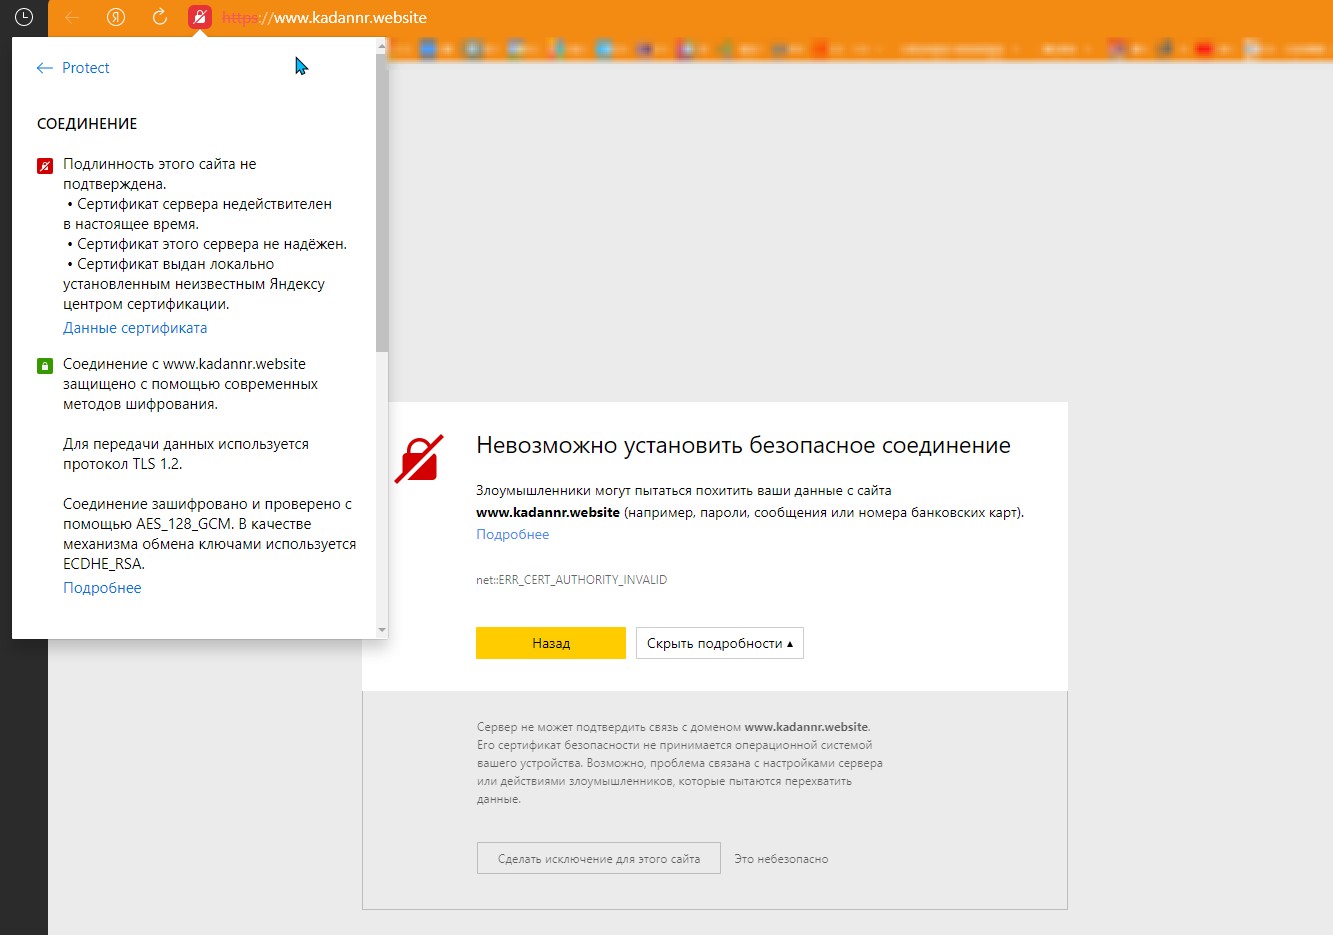 Я https://www.kadannr.website
← Protect
СОЕДИНЕНИЕ
Подлинность этого сайта не
подтверждена.
• Сертификат сервера недействителен
в настоящее время.
• Сертификат этого сервера не надёжен.
• Сертификат выдан локально
установленным неизвестным Яндексу
центром сертификации.
Данные сертификата
Соединение с www.kadannr.website
защищено с помощью современных
методов шифрования.
Для передачи данных используется
протокол TLS 1.2.
Соединение зашифровано и проверено с
помощью AES_128_GCM. В качестве
механизма обмена ключами используется
ECDHE_RSA.
Подробнее
Невозможно установить безопасное соединение
Злоумышленники могут пытаться похитить ваши данные с сайта
www.kadannr.website (например, пароли, сообщения или номера банковских карт).
Подробнее
net::ERR_CERT_AUTHORITY_INVALID
Назад
Скрыть подробности ▴
Сервер не может подтвердить связь с доменом www.kadannr.website.
Его сертификат безопасности не принимается операционной системой
вашего устройства. Возможно, проблема связана с настройками сервера
или действиями злоумышленников, которые пытаются перехватить
данные.
Сделать исключение для этого сайта
Это небезопасно